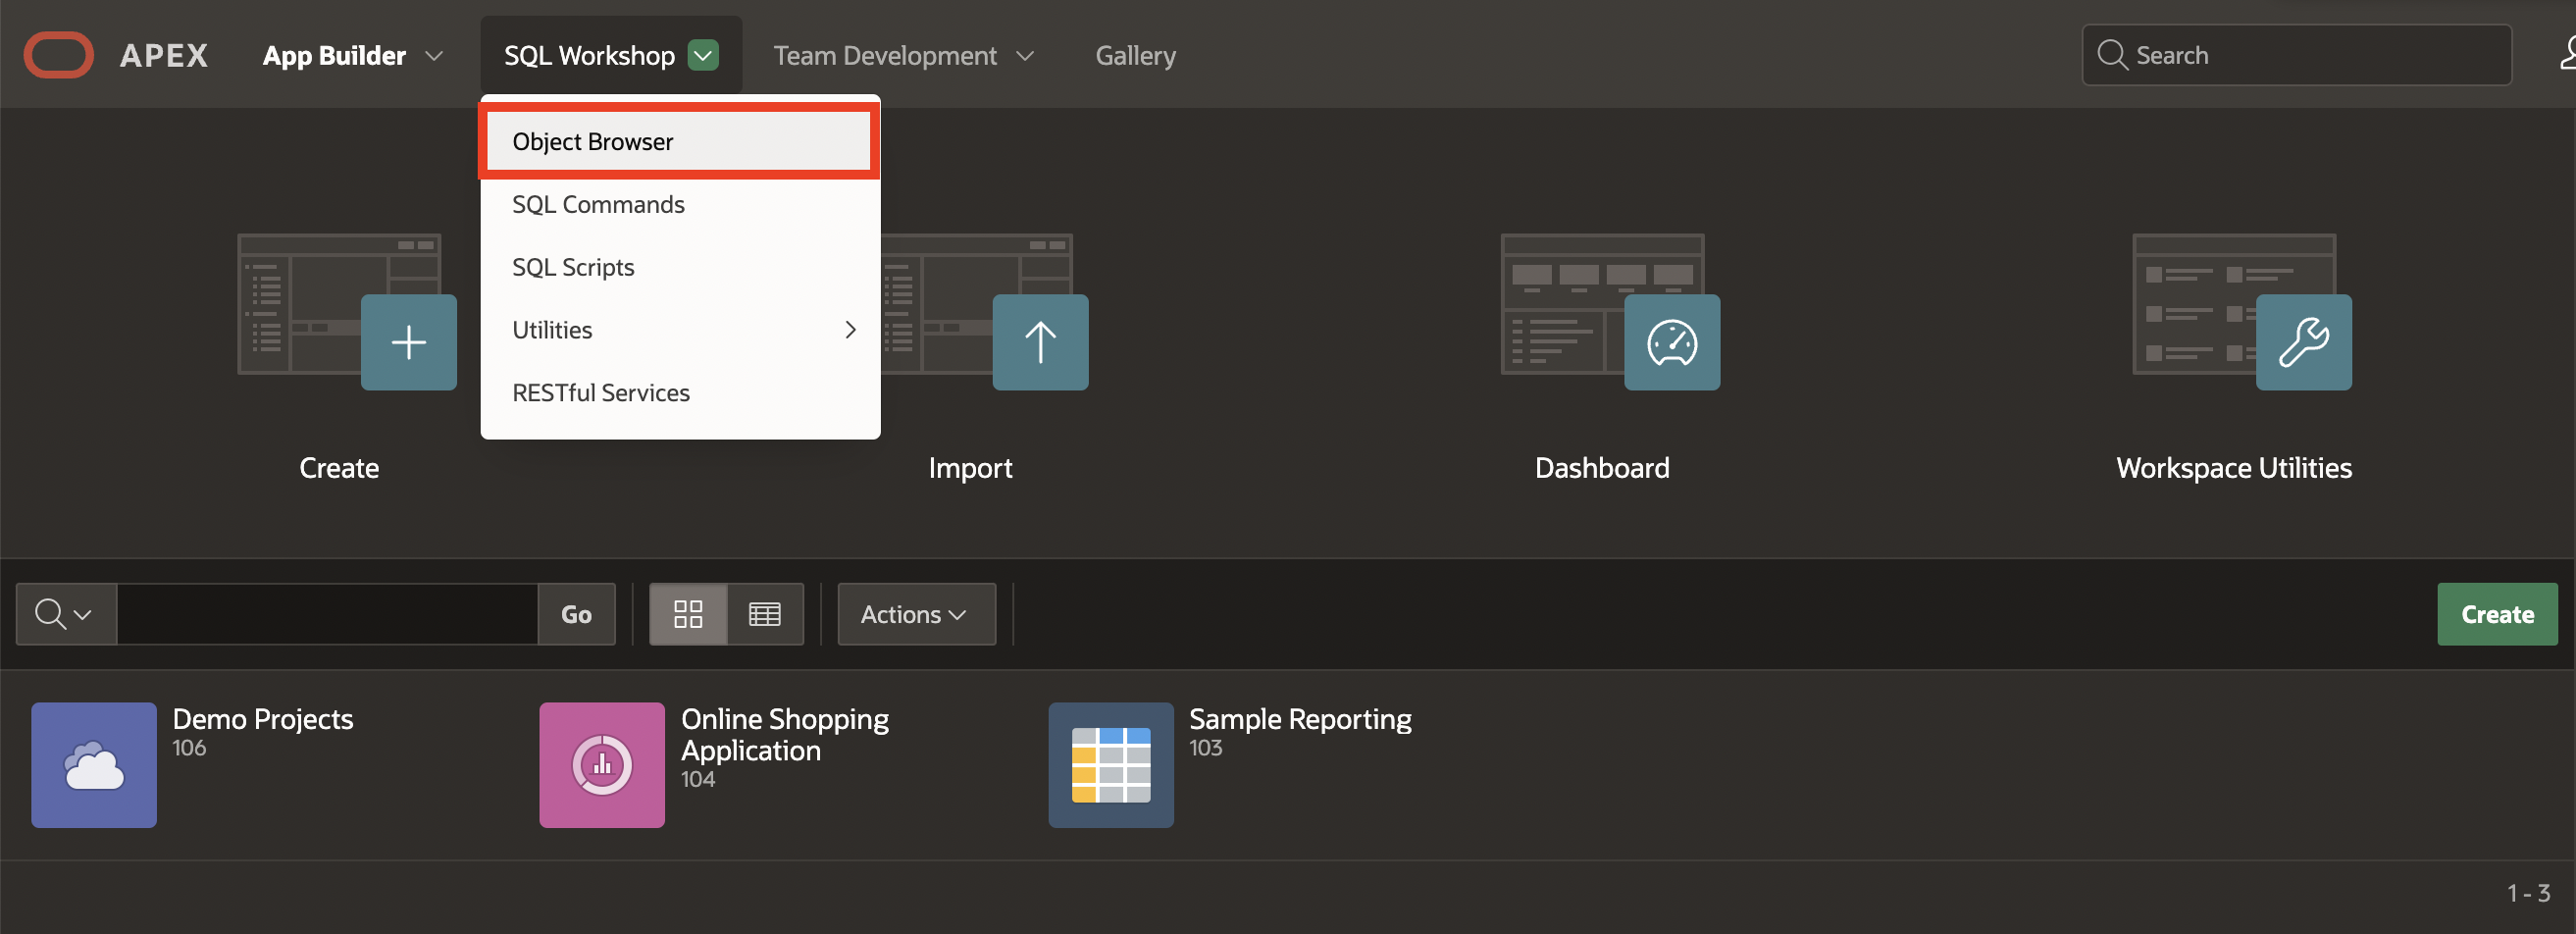 APEX App Builder SQL Workshop Team Development Gallery Search
Object Browser
SQL Commands
SQL Scripts
Utilities
RESTful Services
Create Import Dashboard Workspace Utilities
Go Actions Create
Demo Projects
106
Online Shopping
Application
104
Sample Reporting
103
1 - 3